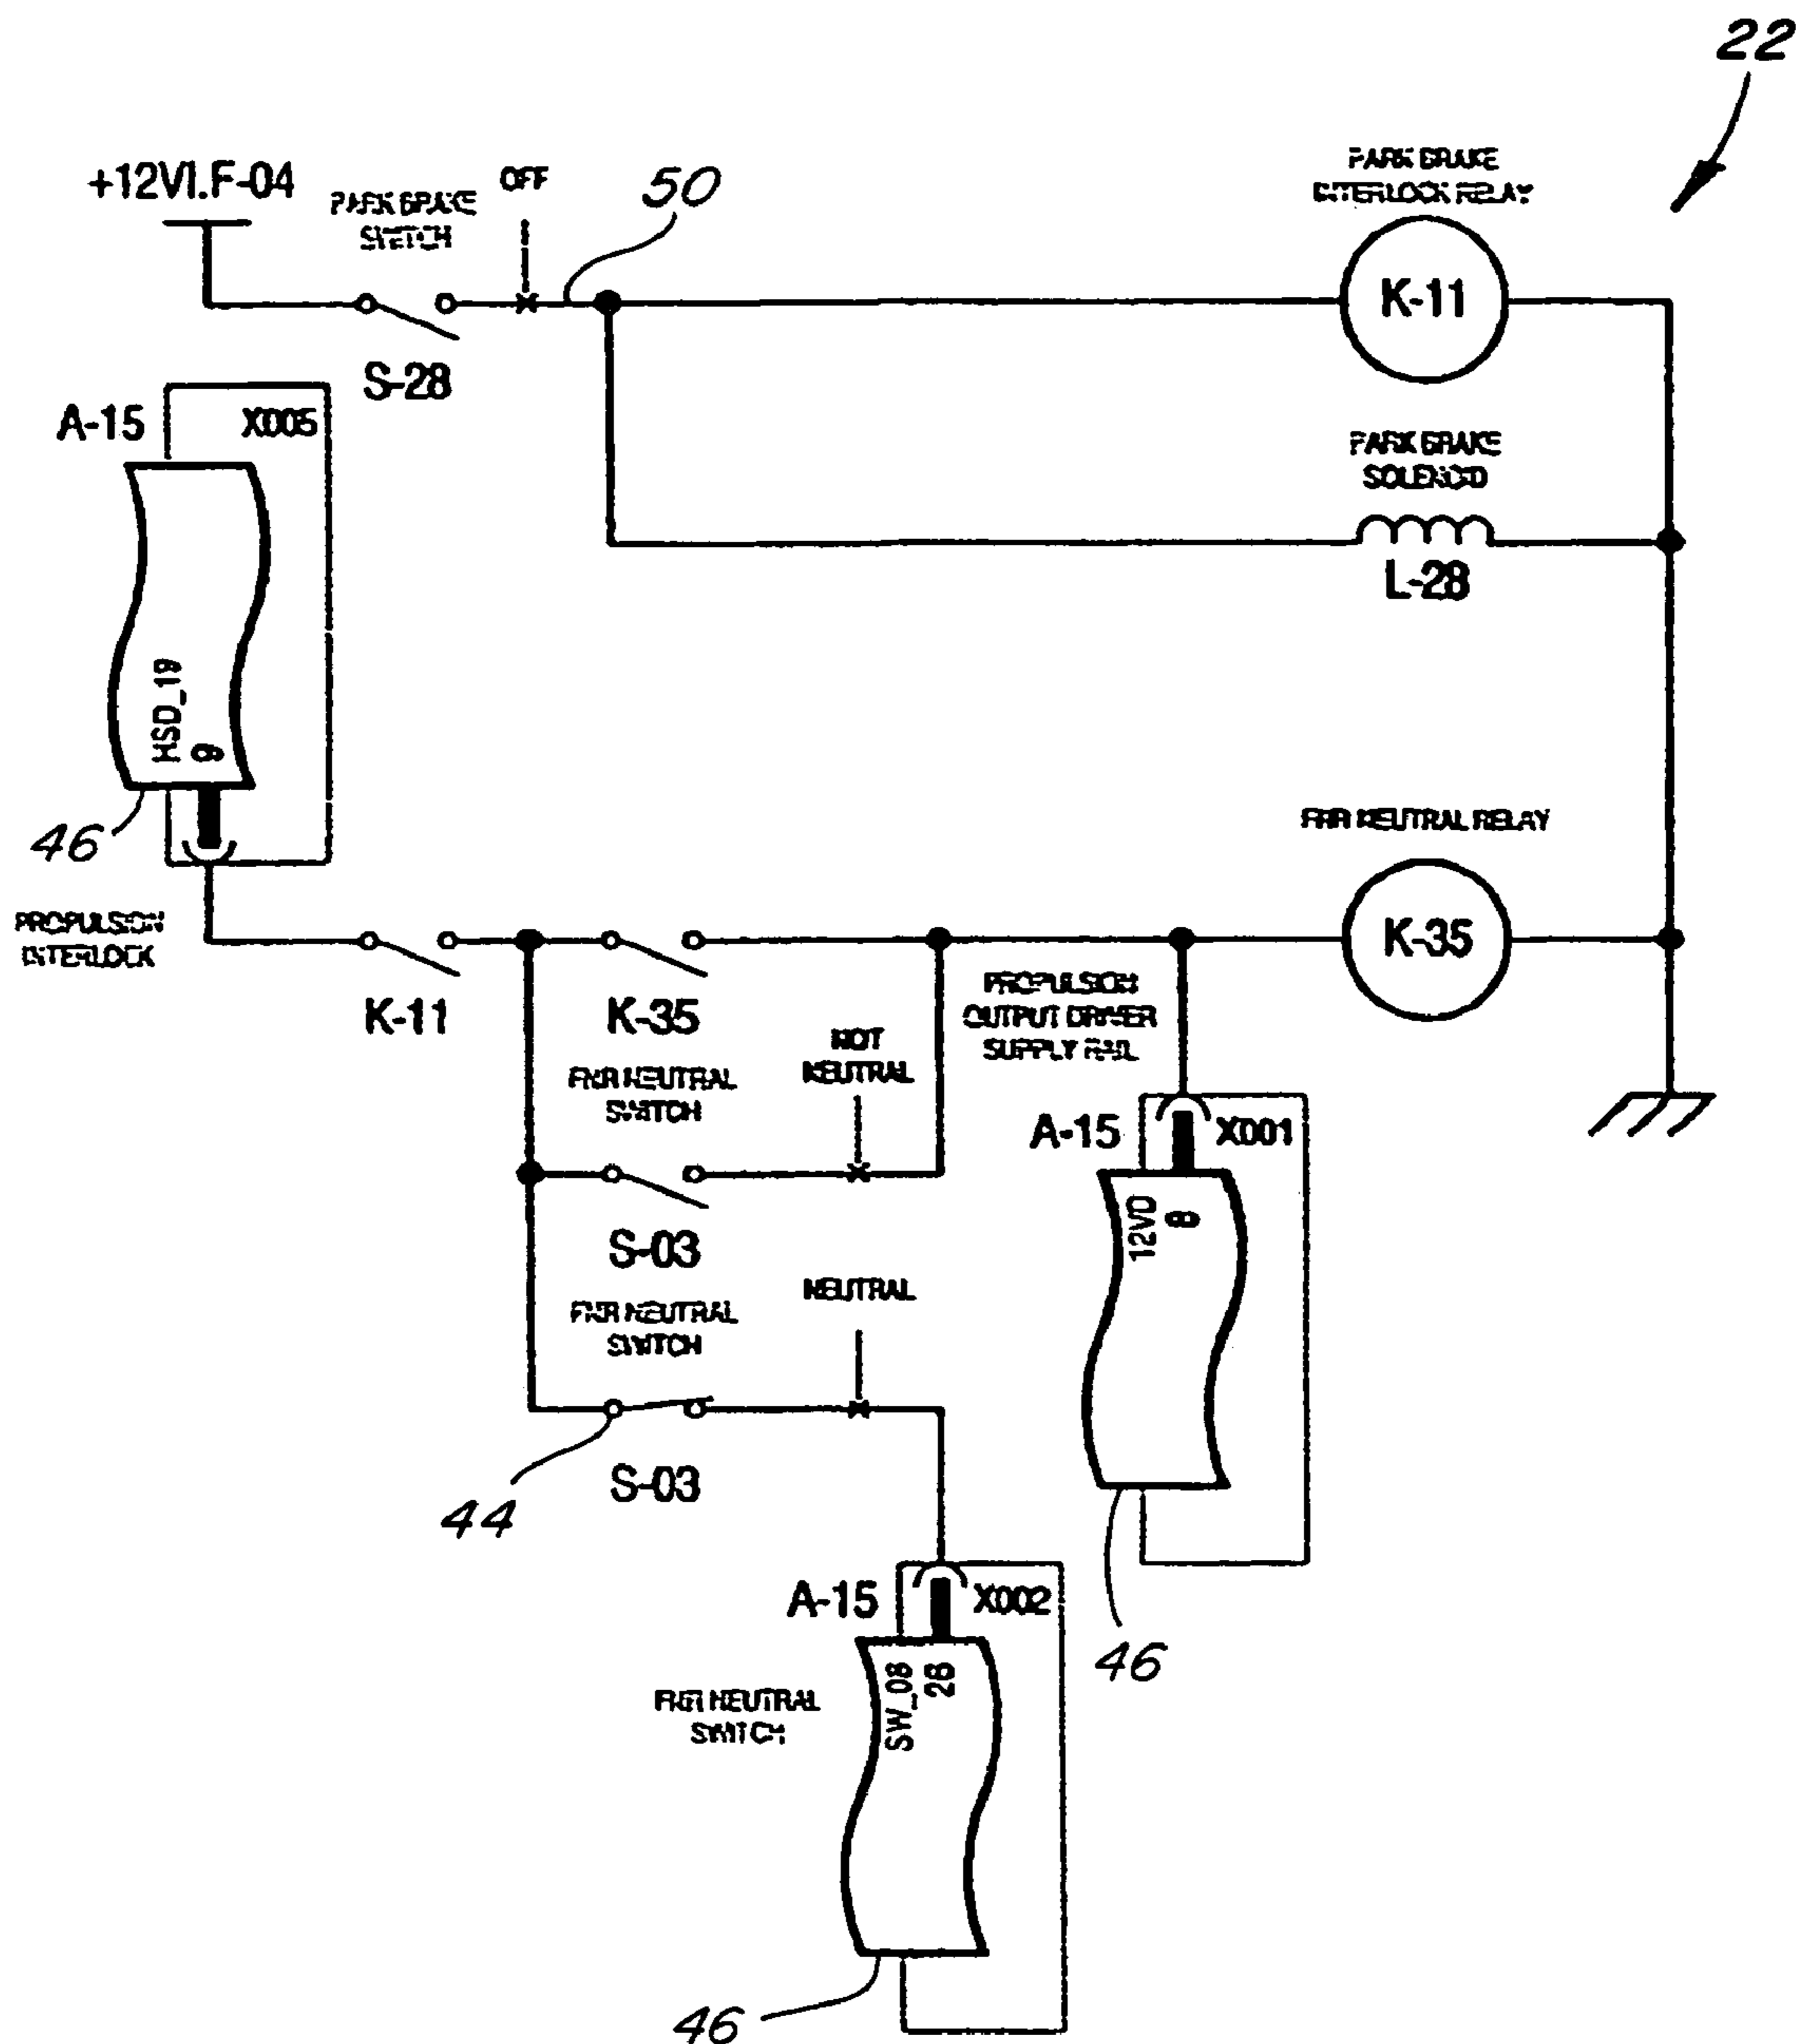 22
+12VI.F-04
PARK BRAKE
SWITCH
OFF
50
PARK BRAKE
INTERLOCK RELAY
K-11
S-28
A-15
X005
PARK BRAKE
SOLENOID
L-28
HSD_19
9
46
PROPULSION
INTERLOCK
K-11
K-35
FNR NEUTRAL RELAY
K-35
PROPULSION
OUTPUT DRIVER
SUPPLY RAIL
FNR NEUTRAL
SWITCH
NOT
NEUTRAL
S-03
A-15
X001
12VD
8
FNR NEUTRAL
SWITCH
NEUTRAL
44
S-03
46
A-15
X002
SW_08
28
FNR NEUTRAL
SWITCH
46